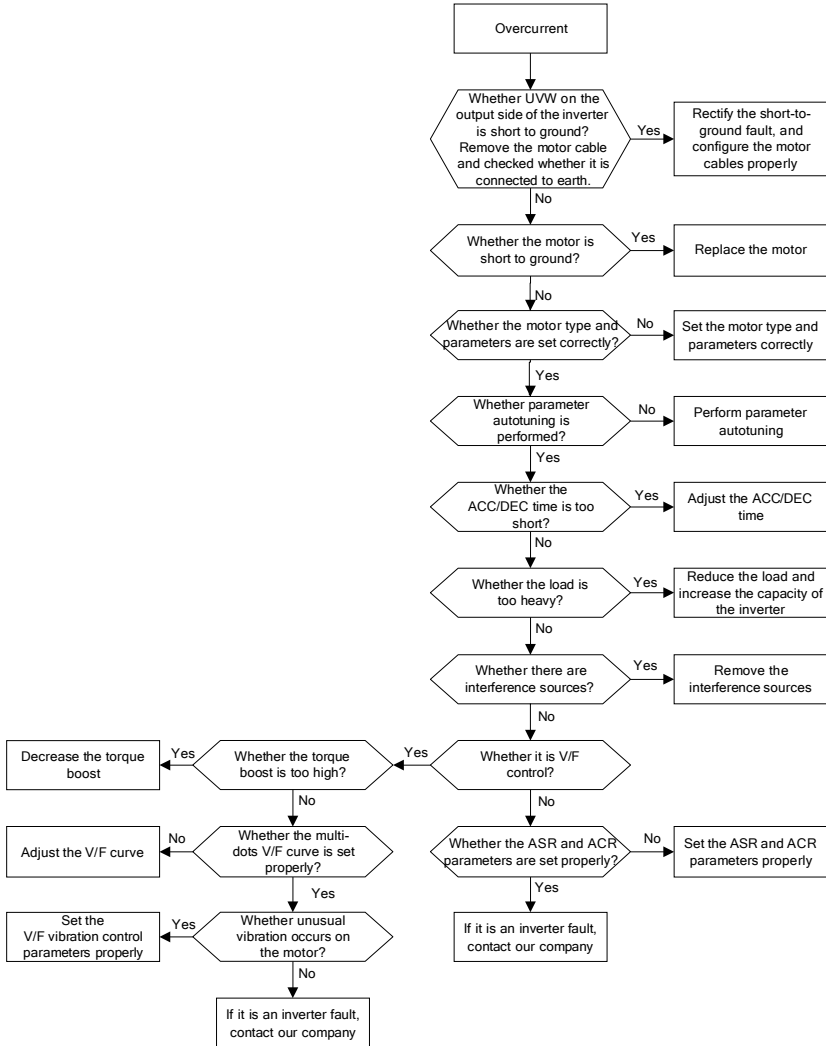 Overcurrent
Whether UVW on the
output side of the inverter
is short to ground?
Remove the motor cable
and checked whether it is
connected to earth.
Yes
Rectify the short-to-
ground fault, and
configure the motor
cables properly
No
Whether the motor is
short to ground?
Yes
Replace the motor
No
Whether the motor type and
parameters are set correctly?
No
Set the motor type and
parameters correctly
Yes
Whether parameter
autotuning is
performed?
No
Perform parameter
autotuning
Yes
Whether the
ACC/DEC time is too
short?
Yes
Adjust the ACC/DEC
time
No
Whether the load is
too heavy?
Yes
Reduce the load and
increase the capacity of
the inverter
No
Whether there are
interference sources?
Yes
Remove the
interference sources
No
Whether it is V/F
control?
Yes
Whether the torque
boost is too high?
Yes
Decrease the torque
boost
No
Whether the multi-
dots V/F curve is set
properly?
No
Adjust the V/F curve
Yes
Whether unusual
vibration occurs on
the motor?
Yes
Set the
V/F vibration control
parameters properly
No
If it is an inverter fault,
contact our company
No
Whether the ASR and ACR
parameters are set properly?
No
Set the ASR and ACR
parameters properly
Yes
If it is an inverter fault,
contact our company